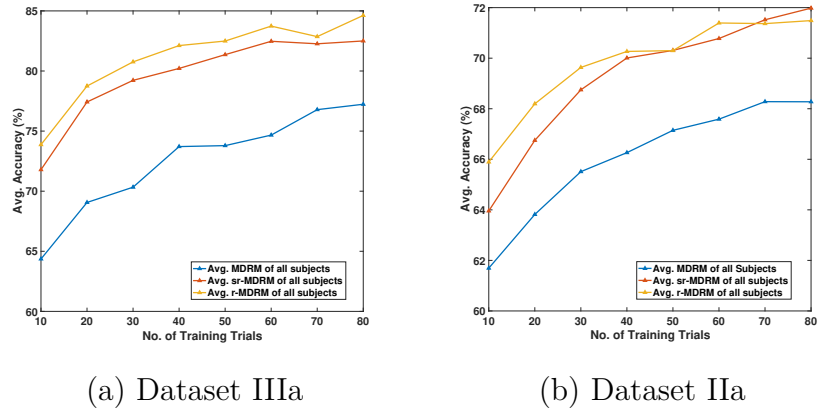 85
80
75
70
65
60
Avg. Accuracy (%)
10 20 30 40 50 60 70 80
No. of Training Trials
Avg. MDRM of all subjects
Avg. sr-MDRM of all subjects
Avg. r-MDRM of all subjects
(a) Dataset IIIa
72
70
68
66
64
62
60
Avg. Accuracy (%)
10 20 30 40 50 60 70 80
No. of Training Trials
Avg. MDRM of all Subjects
Avg. sr-MDRM of all subjects
Avg. r-MDRM of all subjects
(b) Dataset IIa